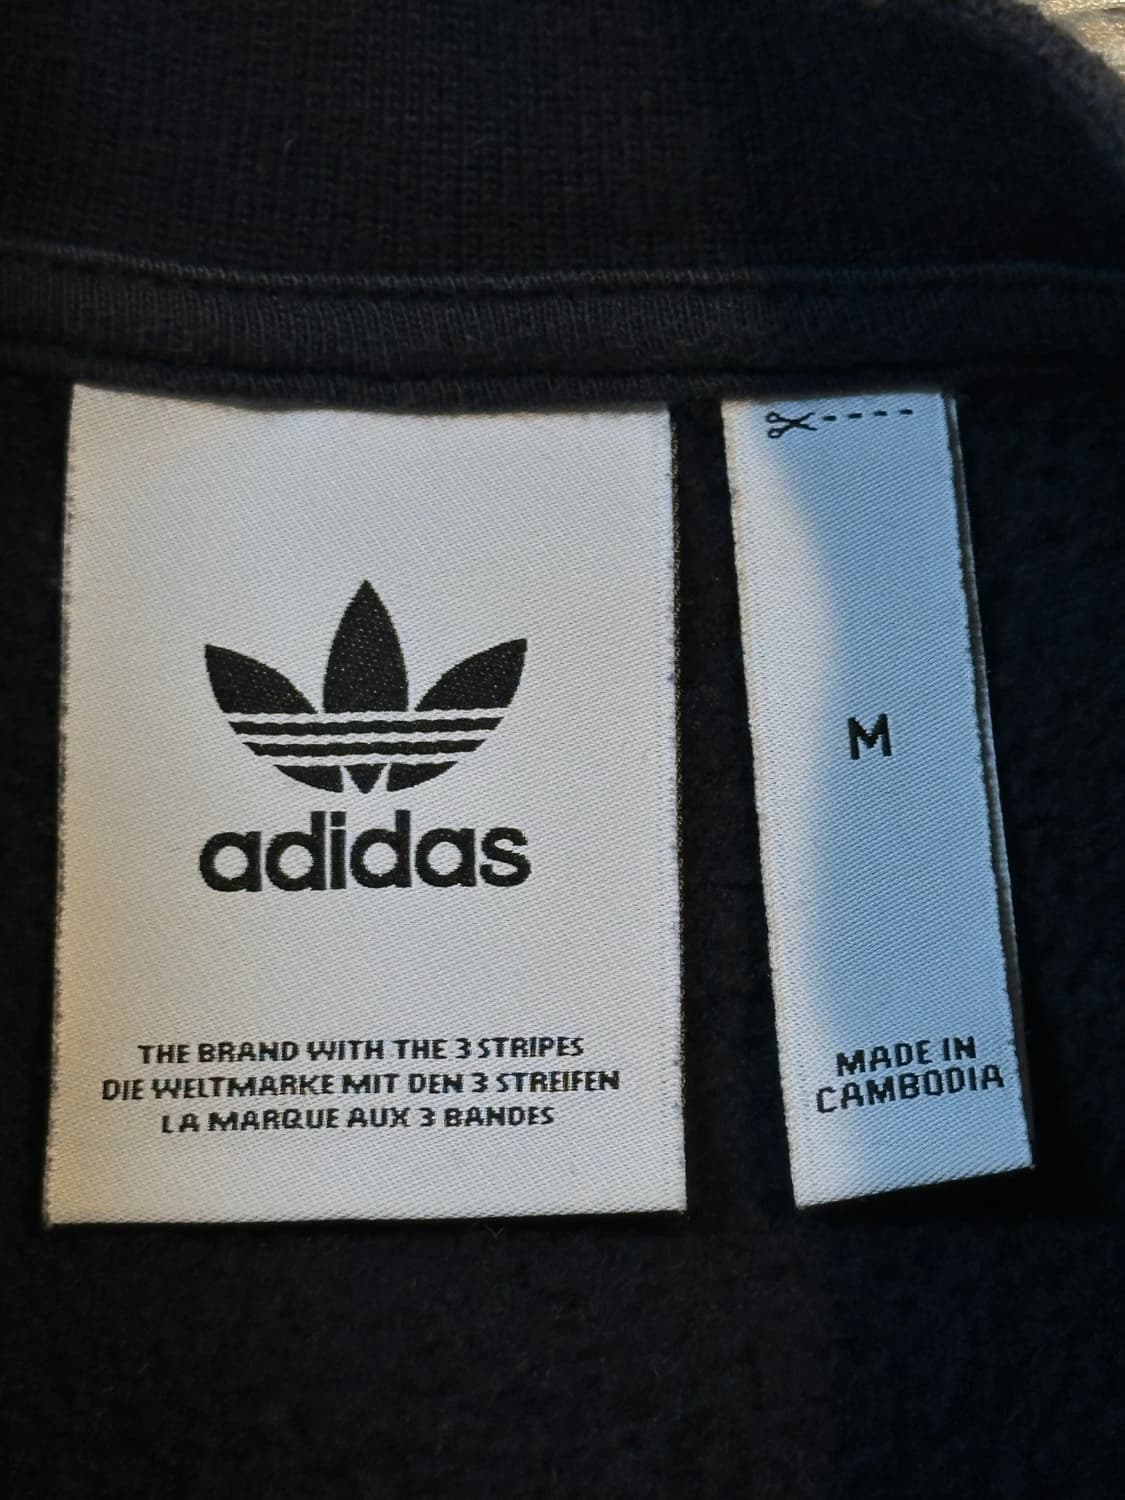 adidas
THE BRAND WITH THE 3 STRIPES
DIE WELTMARKE MIT DEN 3 STREIFEN
LA MARQUE AUX 3 BANDES
M
MADE IN
CAMBODIA